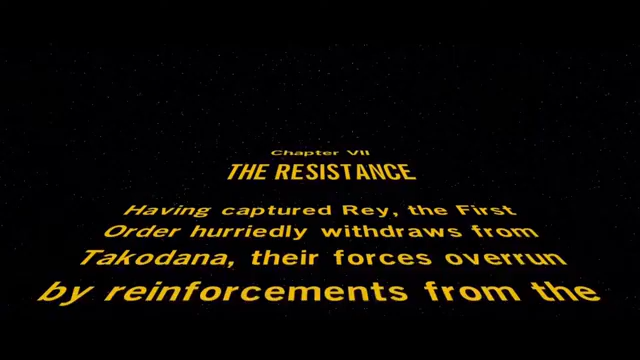 Chapter VII
THE RESISTANCE
Having captured Rey, the First
Order hurriedly withdraws from
Takodana, their forces overrun
by reinforcements from the